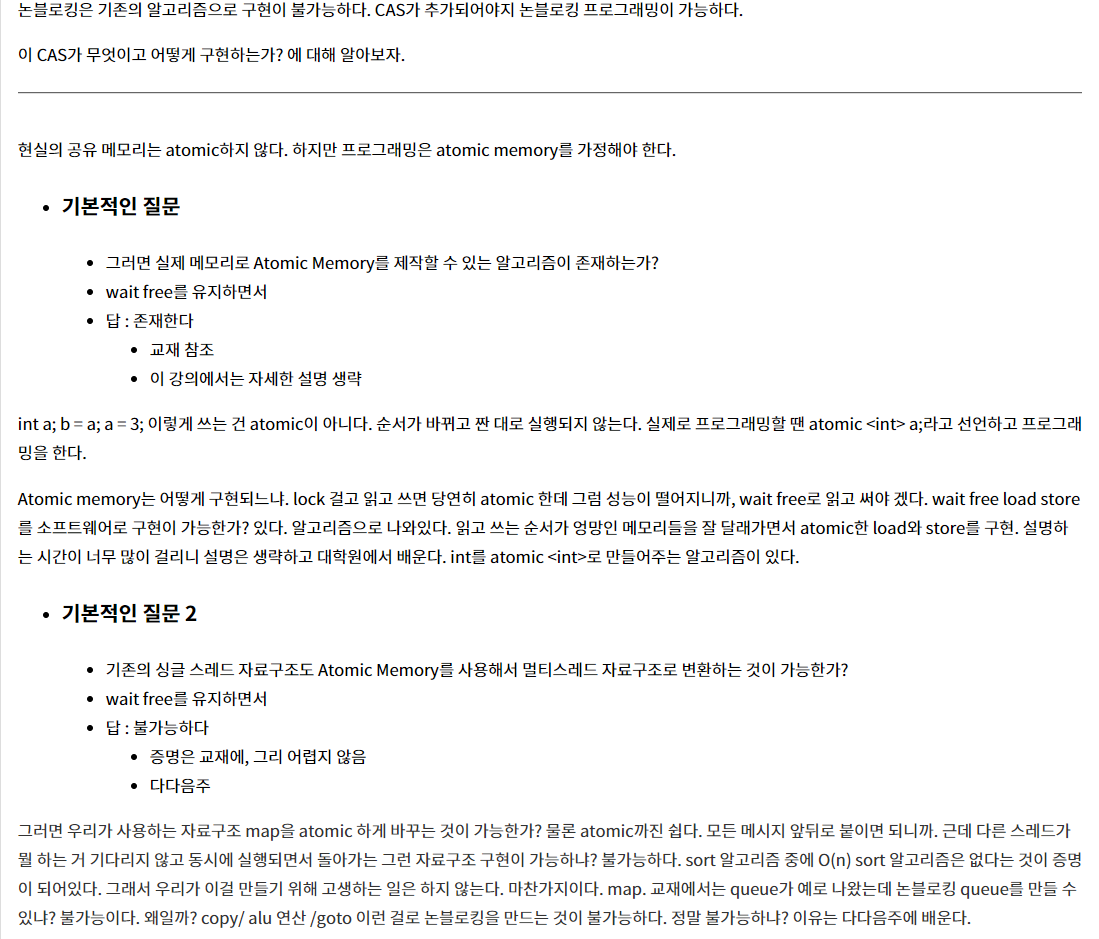 논블로킹은 기존의 알고리즘으로 구현이 불가능하다. CAS가 추가되어야지 논블로킹 프로그래밍이 가능하다.
이 CAS가 무엇이고 어떻게 구현하는가? 에 대해 알아보자.
현실의 공유 메모리는 atomic하지 않다. 하지만 프로그래밍은 atomic memory를 가정해야 한다.
• 기본적인 질문
• 그러면 실제 메모리로 Atomic Memory를 제작할 수 있는 알고리즘이 존재하는가?
• wait free를 유지하면서
• 답 : 존재한다
• 교재 참조
• 이 강의에서는 자세한 설명 생략
int a; b = a; a = 3; 이렇게 쓰는 건 atomic이 아니다. 순서가 바뀌고 짠 대로 실행되지 않는다. 실제로 프로그래밍할 땐 atomic <int> a;라고 선언하고 프로그래
밍을 한다.
Atomic memory는 어떻게 구현되느냐. lock 걸고 읽고 쓰면 당연히 atomic 한데 그럼 성능이 떨어지니까, wait free로 읽고 써야 겠다. wait free load store
를 소프트웨어로 구현이 가능한가? 있다. 알고리즘으로 나와있다. 읽고 쓰는 순서가 엉망인 메모리들을 잘 달래가면서 atomic한 load와 store를 구현. 설명하
는 시간이 너무 많이 걸리니 설명은 생략하고 대학원에서 배운다. int를 atomic <int>로 만들어주는 알고리즘이 있다.
• 기본적인 질문 2
• 기존의 싱글 스레드 자료구조도 Atomic Memory를 사용해서 멀티스레드 자료구조로 변환하는 것이 가능한가?
• wait free를 유지하면서
• 답 : 불가능하다
• 증명은 교재에, 그리 어렵지 않음
• 다다음주
그러면 우리가 사용하는 자료구조 map을 atomic 하게 바꾸는 것이 가능한가? 물론 atomic까진 쉽다. 모든 메시지 앞뒤로 붙이면 되니까. 근데 다른 스레드가
뭘 하는 거 기다리지 않고 동시에 실행되면서 돌아가는 그런 자료구조 구현이 가능하냐? 불가능하다. sort 알고리즘 중에 O(n) sort 알고리즘은 없다는 것이 증명
이 되어있다. 그래서 우리가 이걸 만들기 위해 고생하는 일은 하지 않는다. 마찬가지이다. map. 교재에서는 queue가 예로 나왔는데 논블로킹 queue를 만들 수
있냐? 불가능이다. 왜일까? copy/ alu 연산 /goto 이런 걸로 논블로킹을 만드는 것이 불가능하다. 정말 불가능하냐? 이유는 다다음주에 배운다.